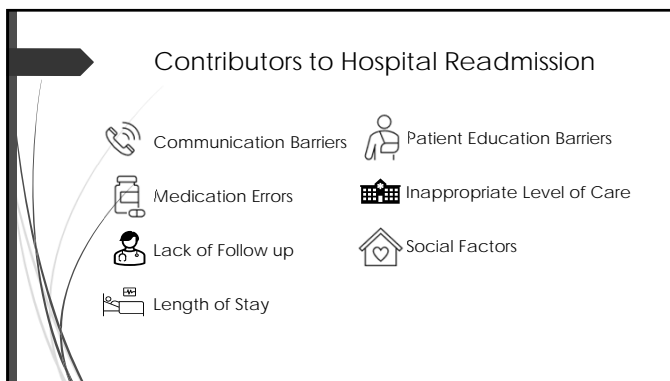 Contributors to Hospital Readmission
Communication Barriers
Medication Errors
Lack of Follow up
Length of Stay
Patient Education Barriers
Inappropriate Level of Care
Social Factors